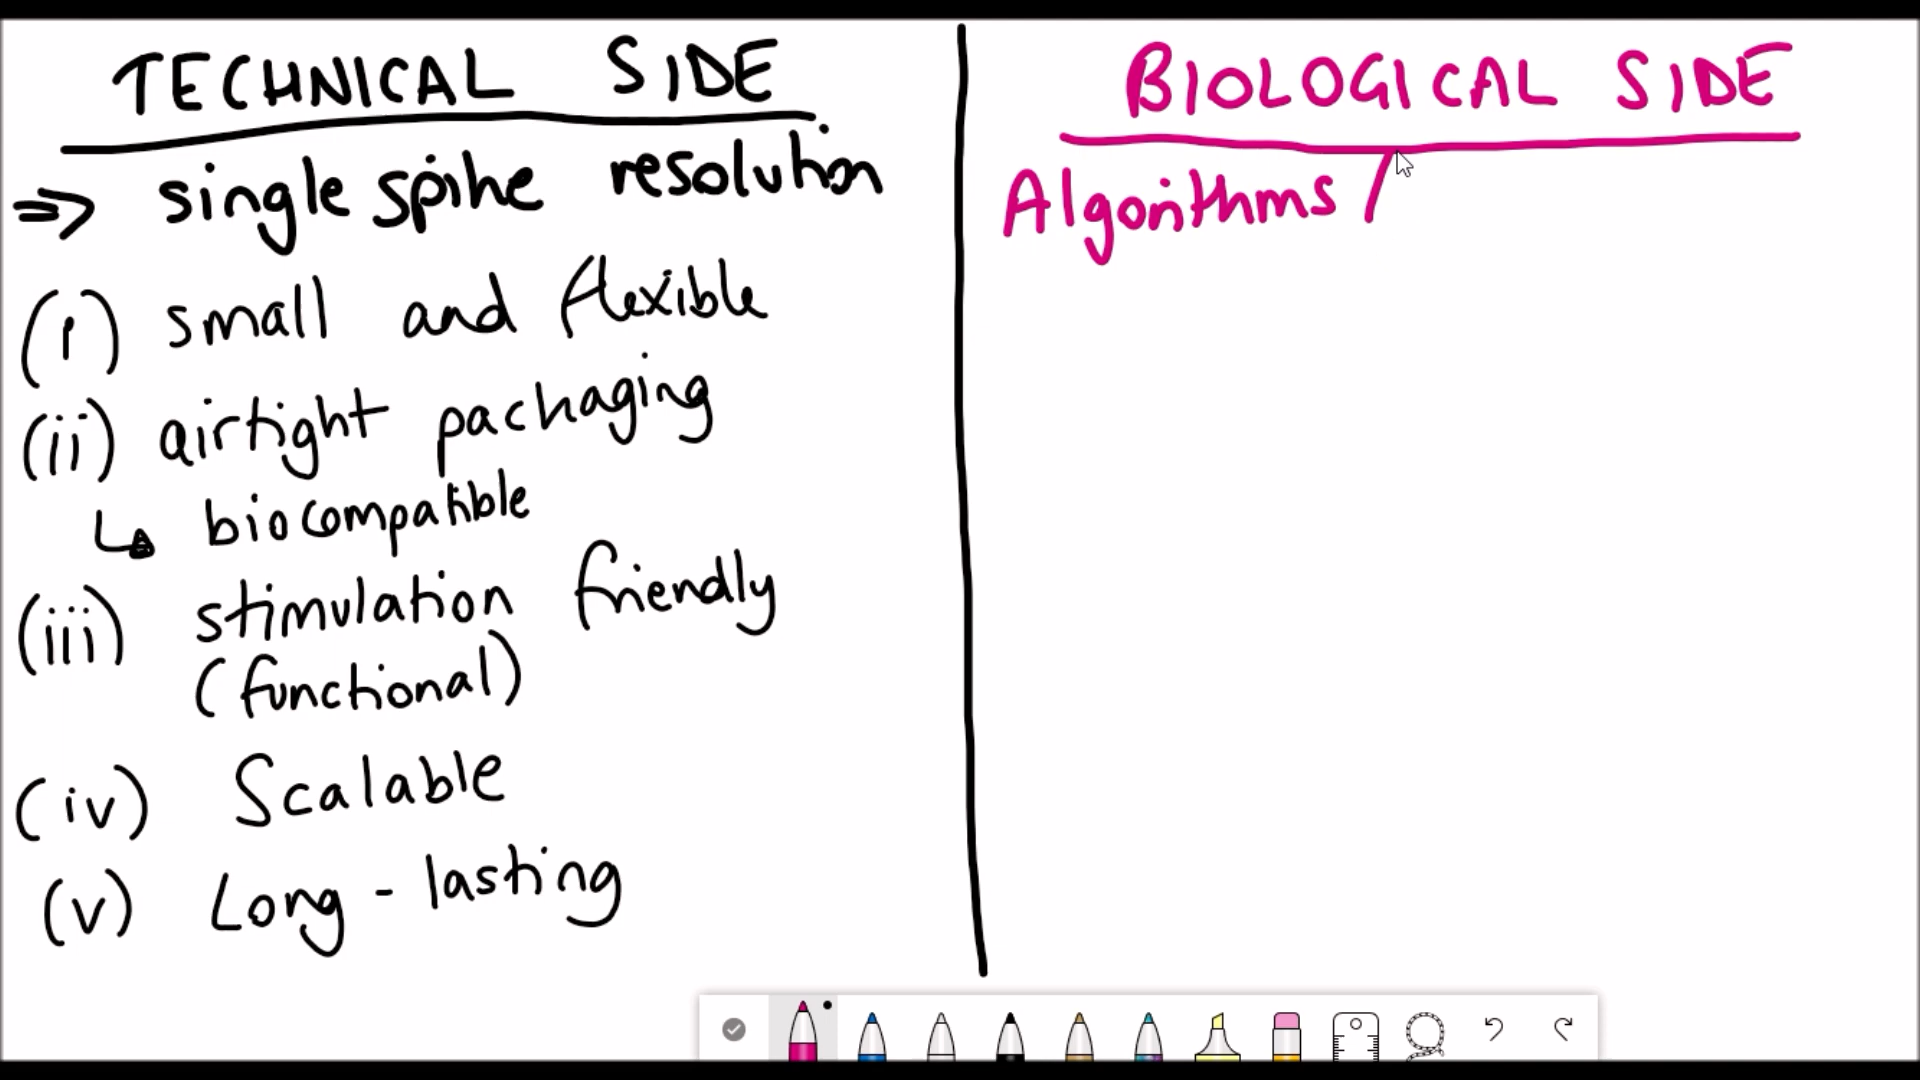 TECHNICAL SIDE
⇒ single spike resolution
(i) small and flexible
(ii) airtight packaging
↳ biocompatible
(iii) stimulation friendly
(functional)
(iv) Scalable
(v) Long-lasting
BIOLOGICAL SIDE
Algorithms /